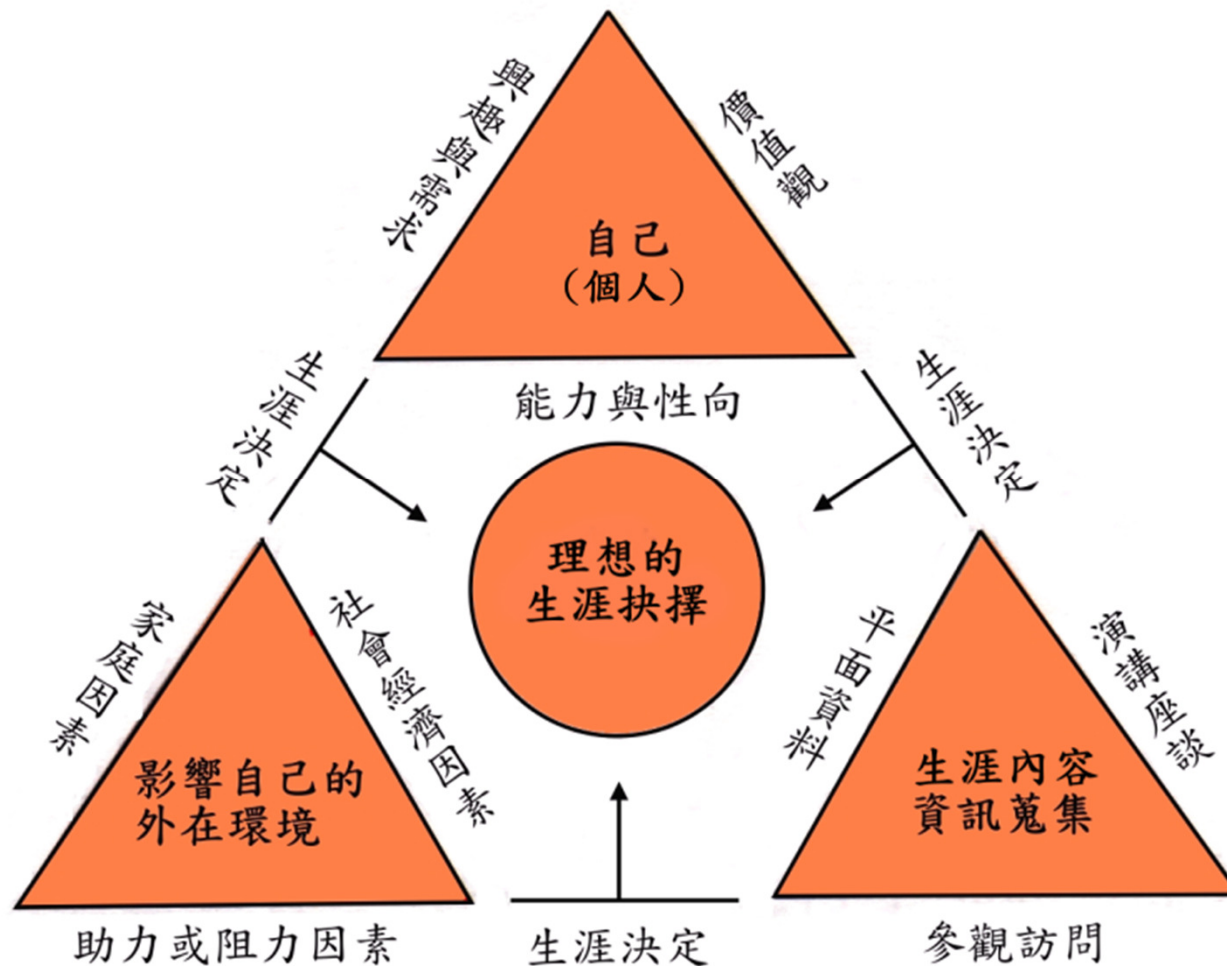 興趣與需求
價值觀
自己
(個人)
能力與性向
生涯決定
生涯決定
理想的
生涯抉擇
家庭因素
社會經濟因素
影響自己的
外在環境
助力或阻力因素
生涯決定
平面資料
演講座談
生涯內容
資訊蒐集
參觀訪問